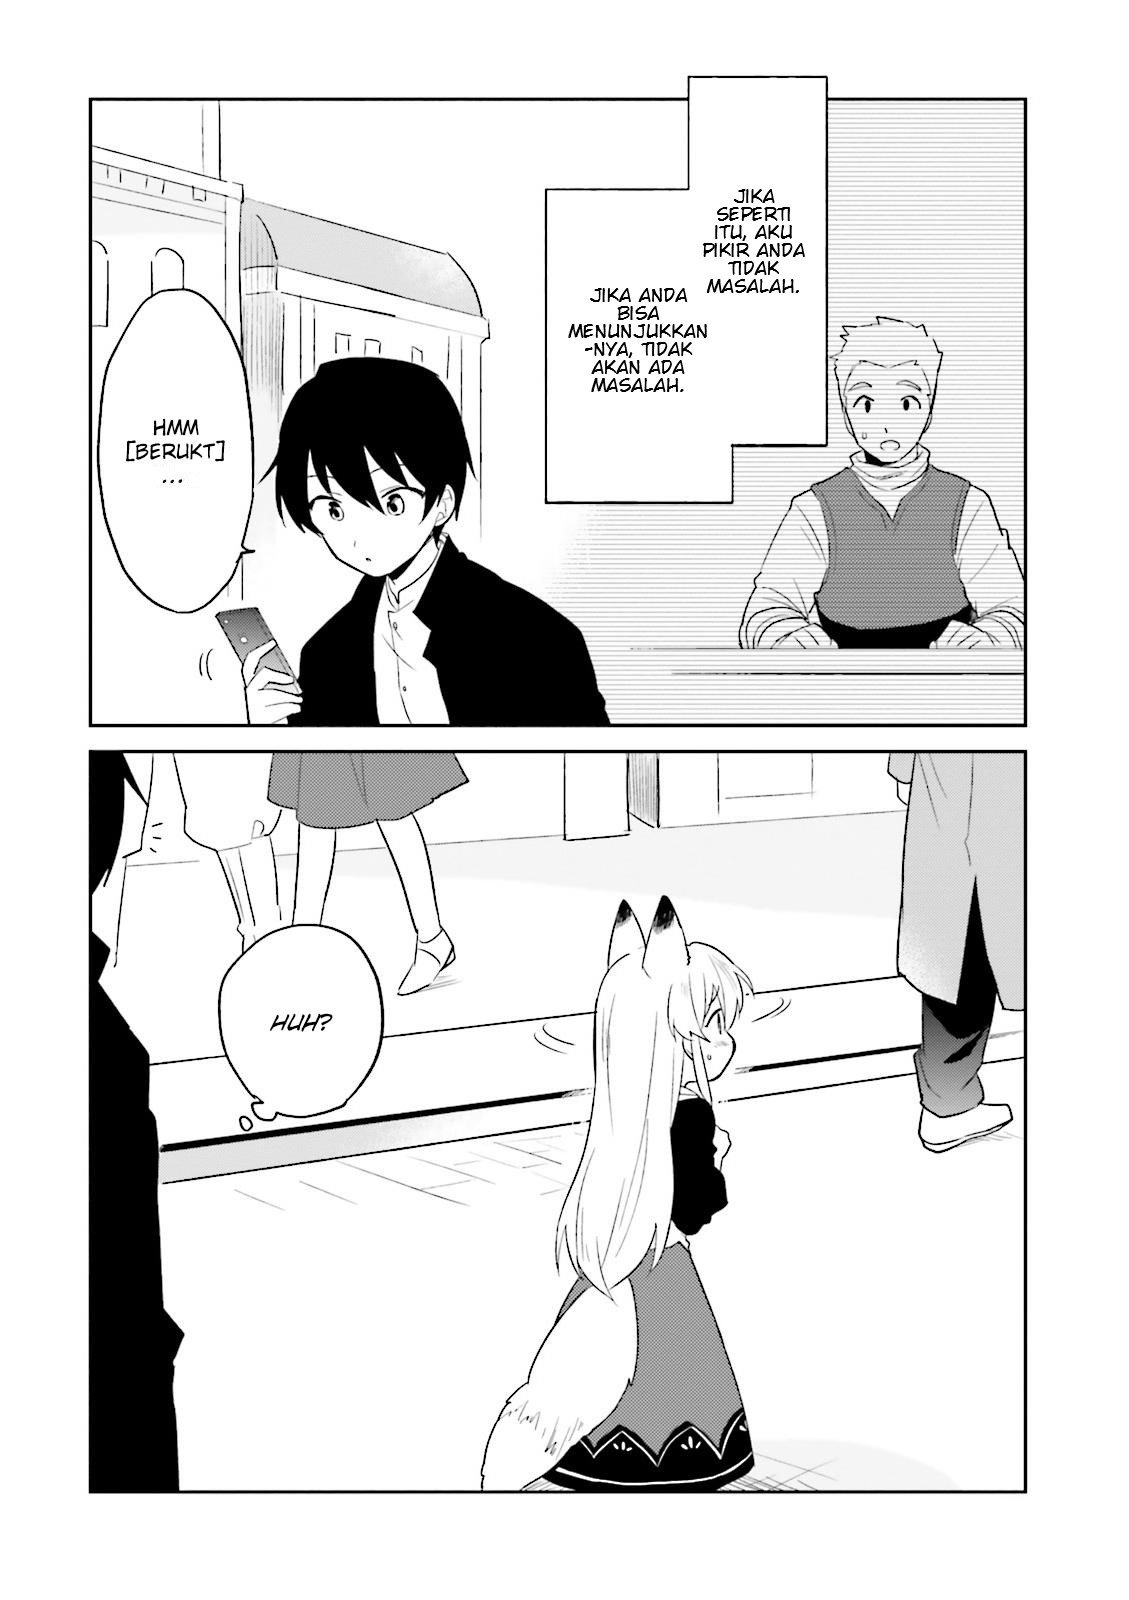 JIKA
SEPERTI
ITU, AKU
PIKIR ANDA
TIDAK
MASALAH.
JIKA ANDA
BISA
MENUNJUKKAN
-NYA, TIDAK
AKAN ADA
MASALAH.
HMM
[BERUKT]
...
HUH?